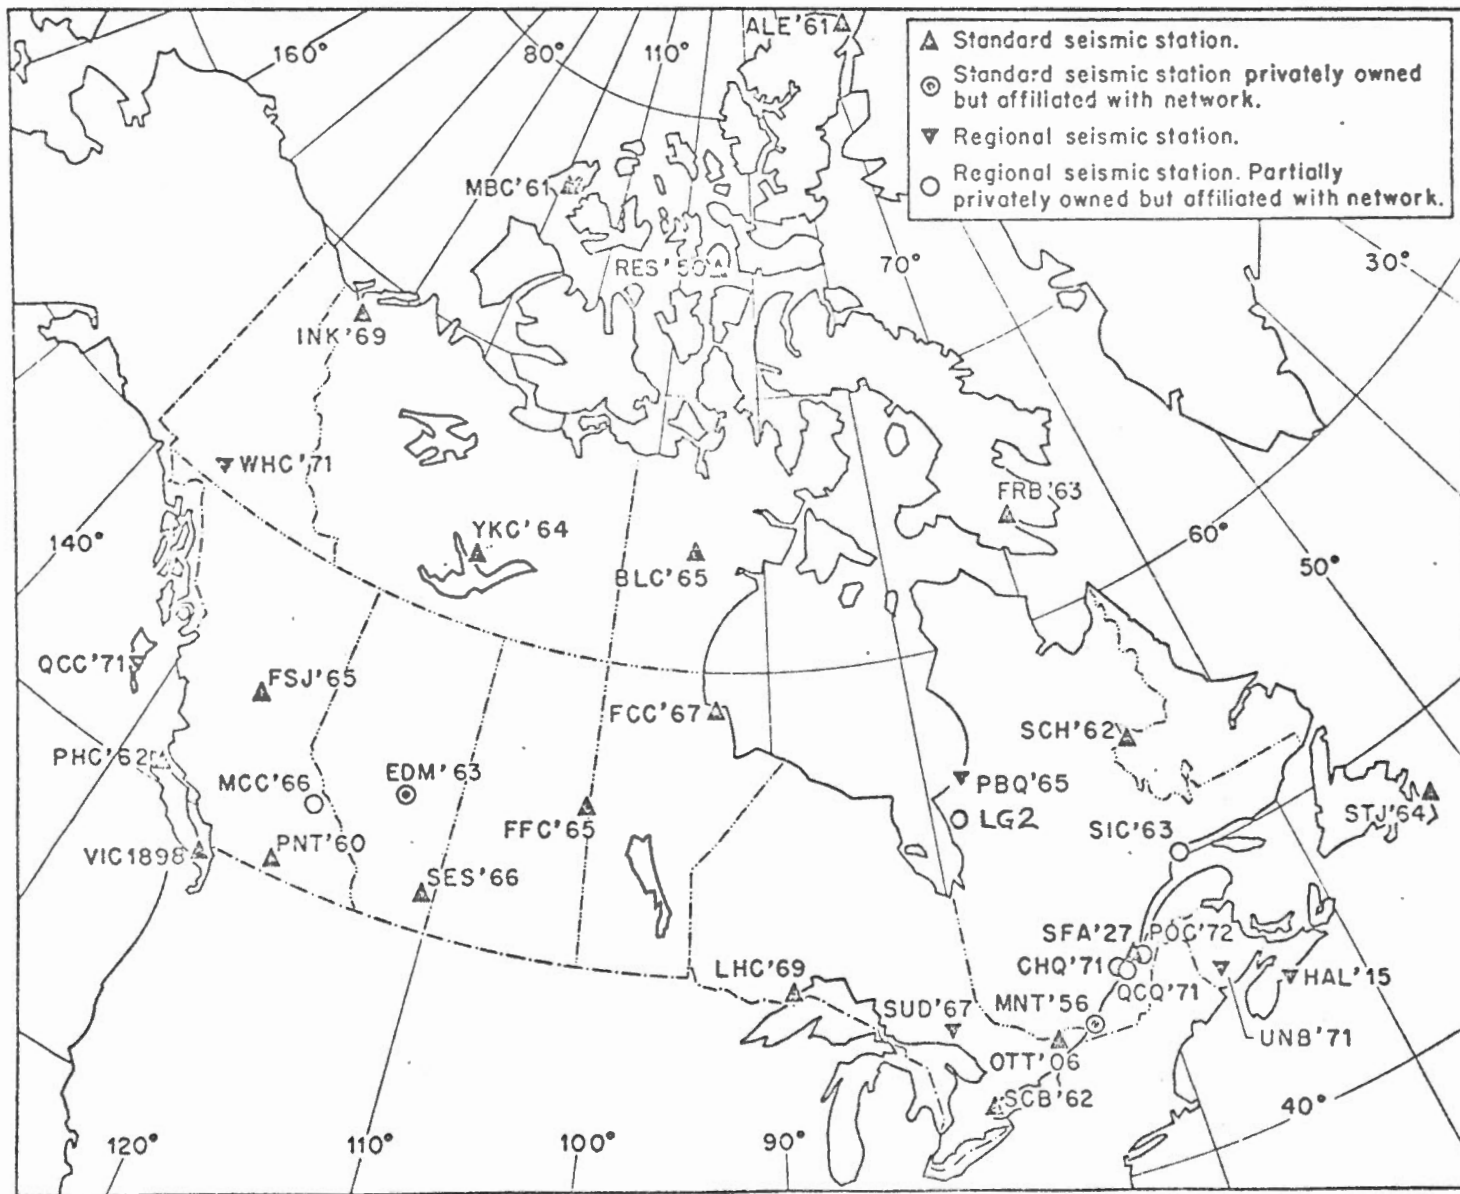 ALE'61
160°
80°
110°
Standard seismic station.
Standard seismic station privately owned
but affiliated with network.
Regional seismic station.
Regional seismic station. Partially
privately owned but affiliated with network.
MBC'61
RES'50
70°
30°
INK'69
WHC'71
FRB'63
140°
YKC'64
BLC'65
60°
50°
QCC'71
FSJ'65
FCC'67
SCH'62
PHC'62
MCC'66
EDM'63
PBQ'65
LG2
FFC'65
SIC'63
STJ'64
VIC1898
PNT'60
SES'66
SFA'27
POC'72
CHQ'71
QCQ'71
LHC'69
SUD'67
MNT'56
HAL'15
UNB'71
OTT'06
SCB'62
40°
120°
110°
100°
90°